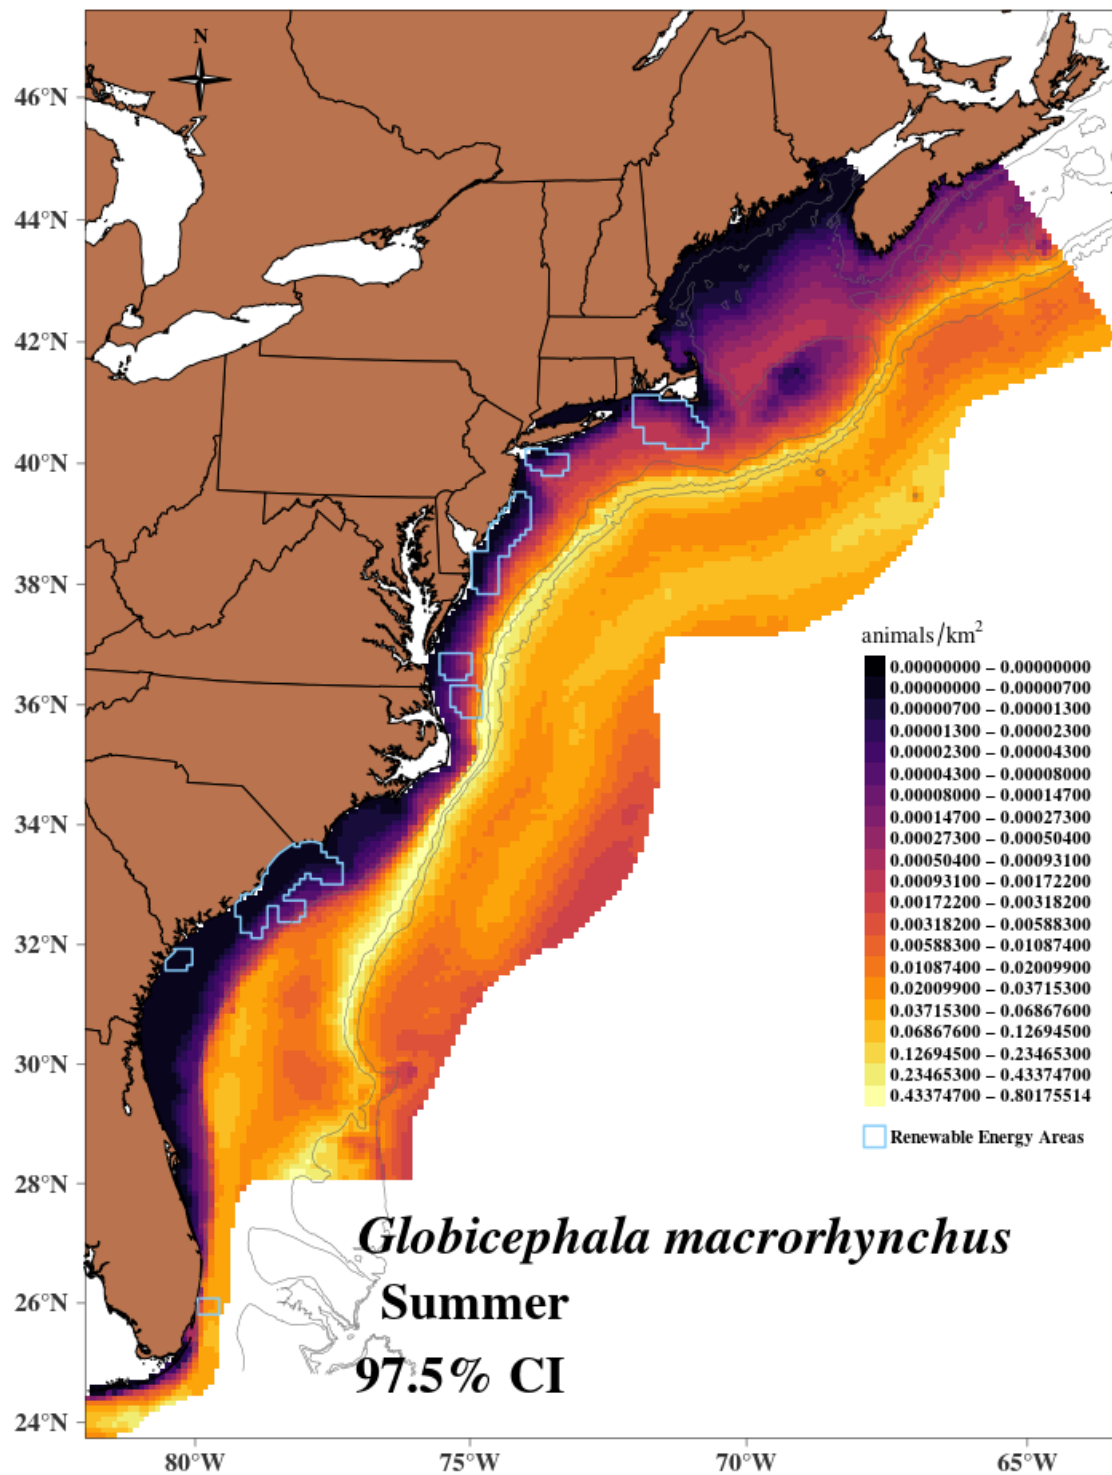 N
46°N
44°N
42°N
40°N
38°N
36°N
34°N
32°N
30°N
28°N
26°N
24°N
80°W
75°W
70°W
65°W
animals/km²
0.00000000 – 0.00000000
0.00000000 – 0.00000700
0.00000700 – 0.00001300
0.00001300 – 0.00002300
0.00002300 – 0.00004300
0.00004300 – 0.00008000
0.00008000 – 0.00014700
0.00014700 – 0.00027300
0.00027300 – 0.00050400
0.00050400 – 0.00093100
0.00093100 – 0.00172200
0.00172200 – 0.00318200
0.00318200 – 0.00588300
0.00588300 – 0.01087400
0.01087400 – 0.02009900
0.02009900 – 0.03715300
0.03715300 – 0.06867600
0.06867600 – 0.12694500
0.12694500 – 0.23465300
0.23465300 – 0.43374700
0.43374700 – 0.80175514
Renewable Energy Areas
Globicephala macrorhynchus
Summer
97.5% CI